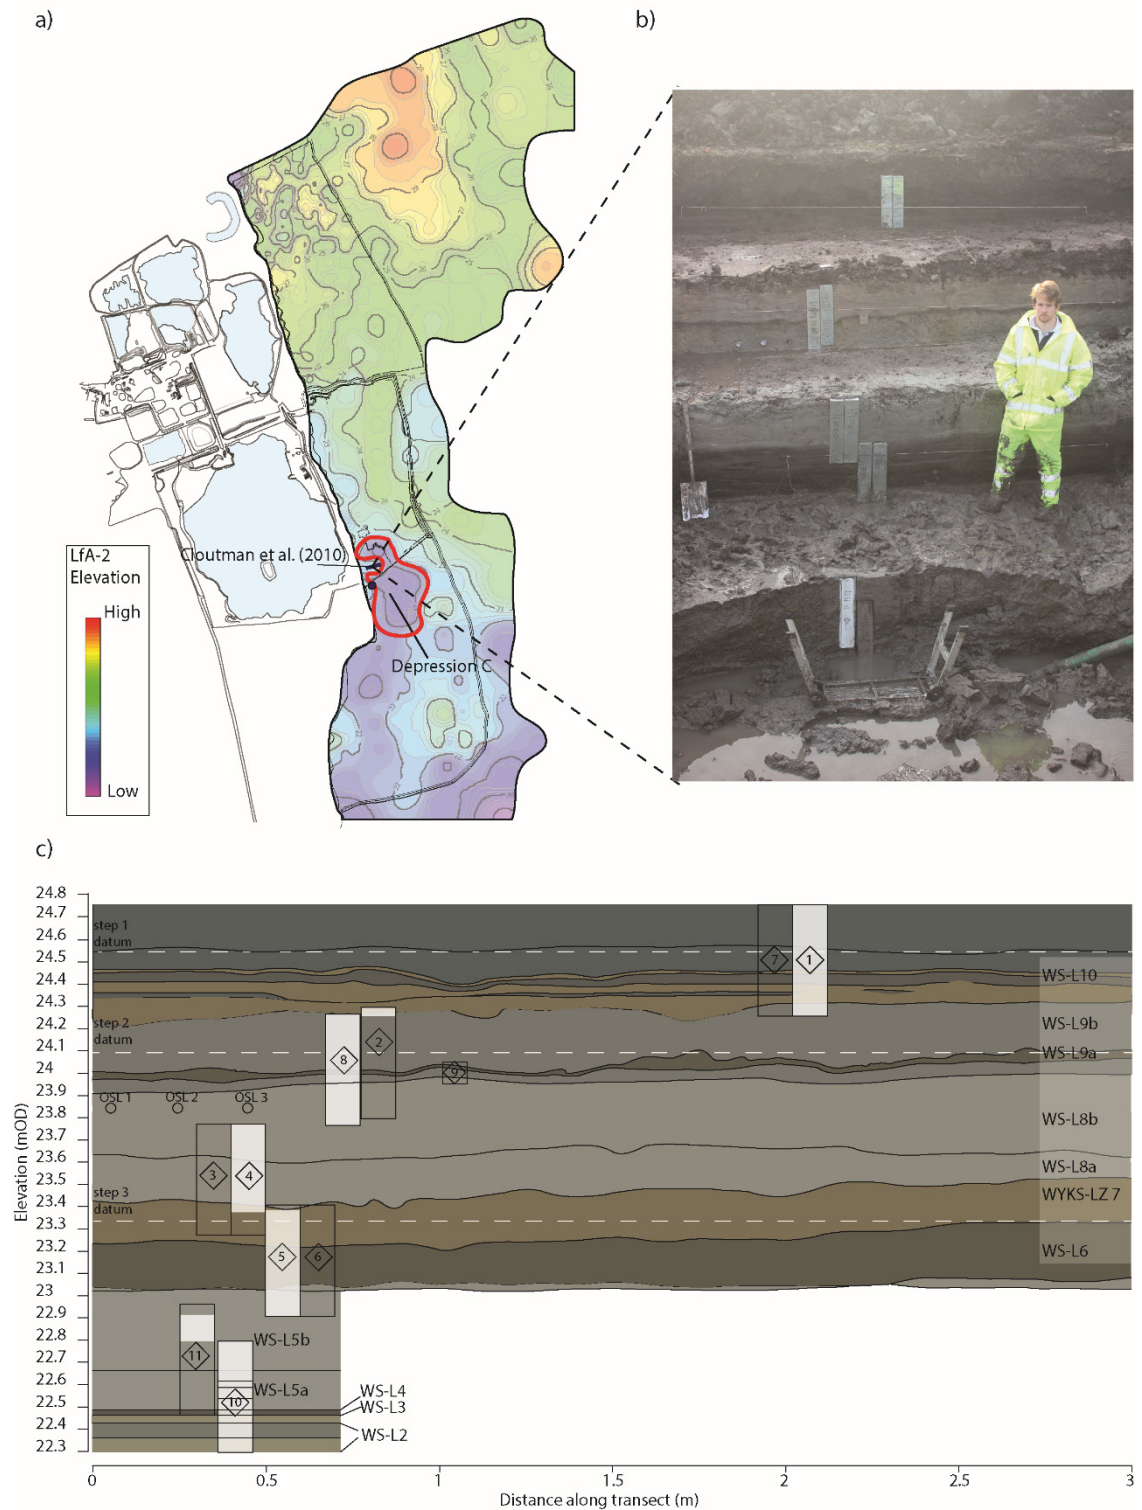 a)
b)
Cloutman et al. (2010)
LfA-2
Elevation
High
Low
Depression C
c)
24.8
24.7
24.6
24.5
24.4
24.3
24.2
24.1
24
23.9
23.8
23.7
23.6
23.5
23.4
23.3
23.2
23.1
23
22.9
22.8
22.7
22.6
22.5
22.4
22.3
Elevation (mOD)
step 1
datum
step 2
datum
step 3
datum
OSL 1
OSL 2
OSL 3
7
1
8
2
9
3
4
5
6
11
10
WS-L10
WS-L9b
WS-L9a
WS-L8b
WS-L8a
WYKS-LZ 7
WS-L6
WS-L5b
WS-L5a
WS-L4
WS-L3
WS-L2
0
0.5
1
1.5
2
2.5
3
Distance along transect (m)